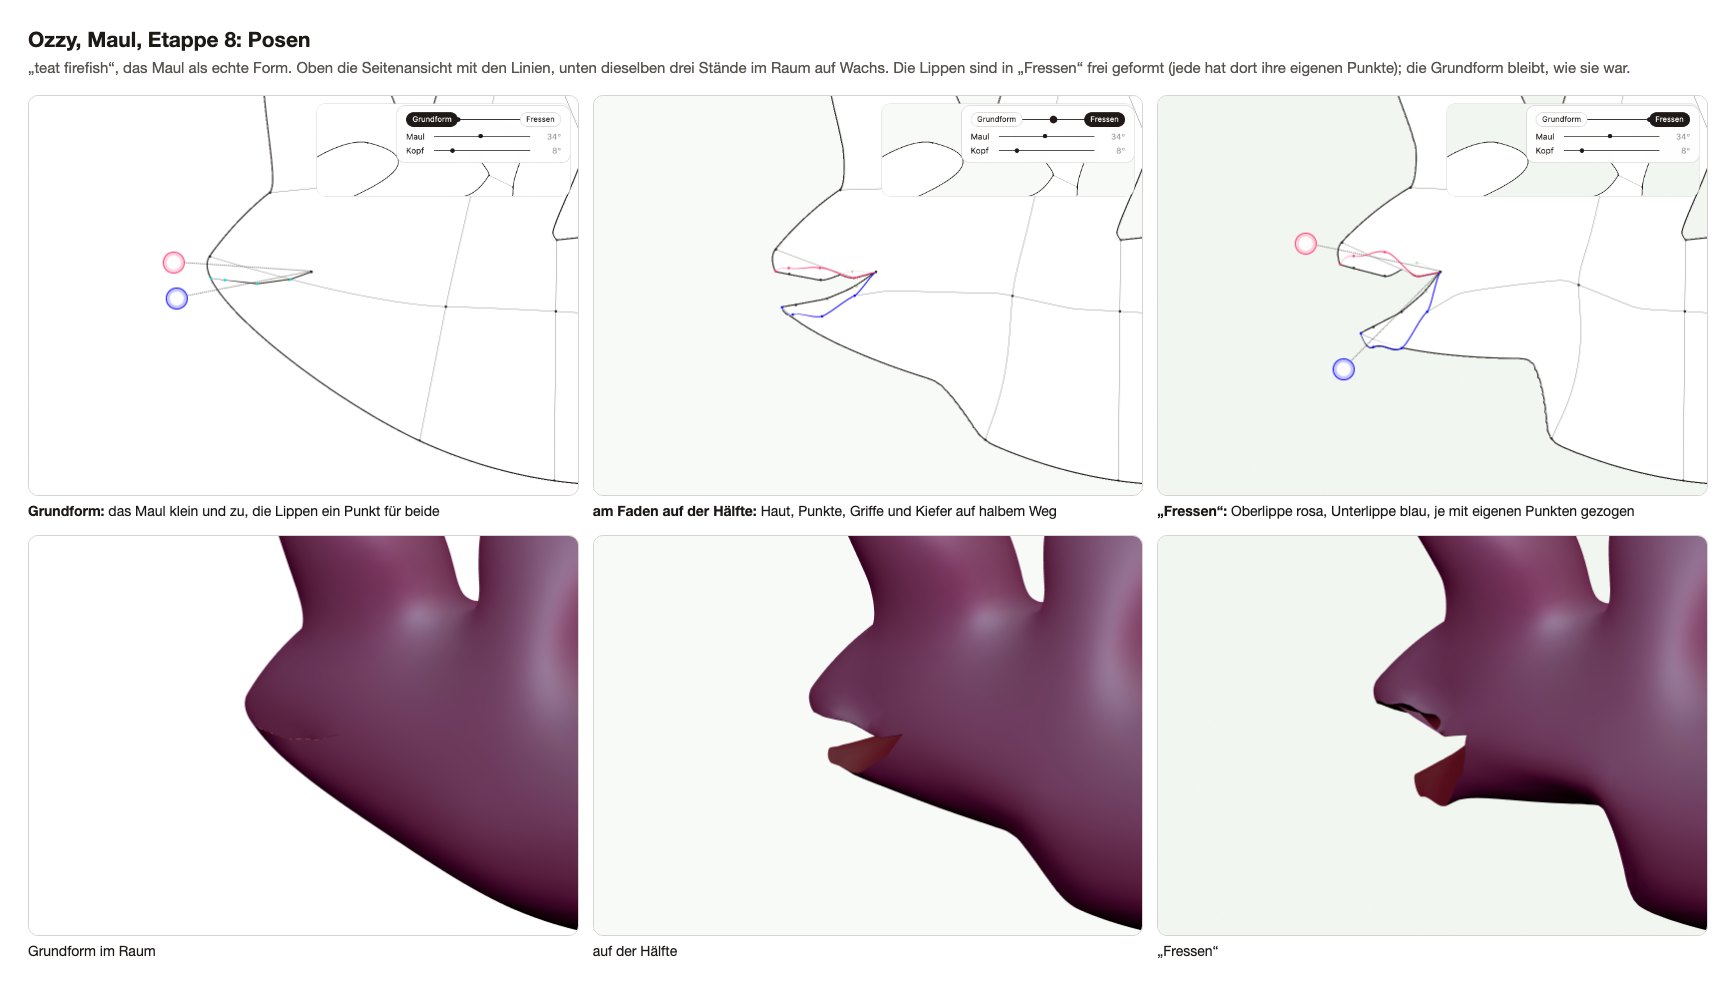 Ozzy, Maul, Etappe 8: Posen
„teat firefish“, das Maul als echte Form. Oben die Seitenansicht mit den Linien, unten dieselben drei Stände im Raum auf Wachs. Die Lippen sind in „Fressen“ frei geformt (jede hat dort ihre eigenen Punkte); die Grundform bleibt, wie sie war.
Grundform Fressen
Maul 34°
Kopf 8°
Grundform Fressen
Maul 34°
Kopf 8°
Grundform Fressen
Maul 34°
Kopf 8°
Grundform: das Maul klein und zu, die Lippen ein Punkt für beide
am Faden auf der Hälfte: Haut, Punkte, Griffe und Kiefer auf halbem Weg
„Fressen“: Oberlippe rosa, Unterlippe blau, je mit eigenen Punkten gezogen
Grundform im Raum
auf der Hälfte
„Fressen“